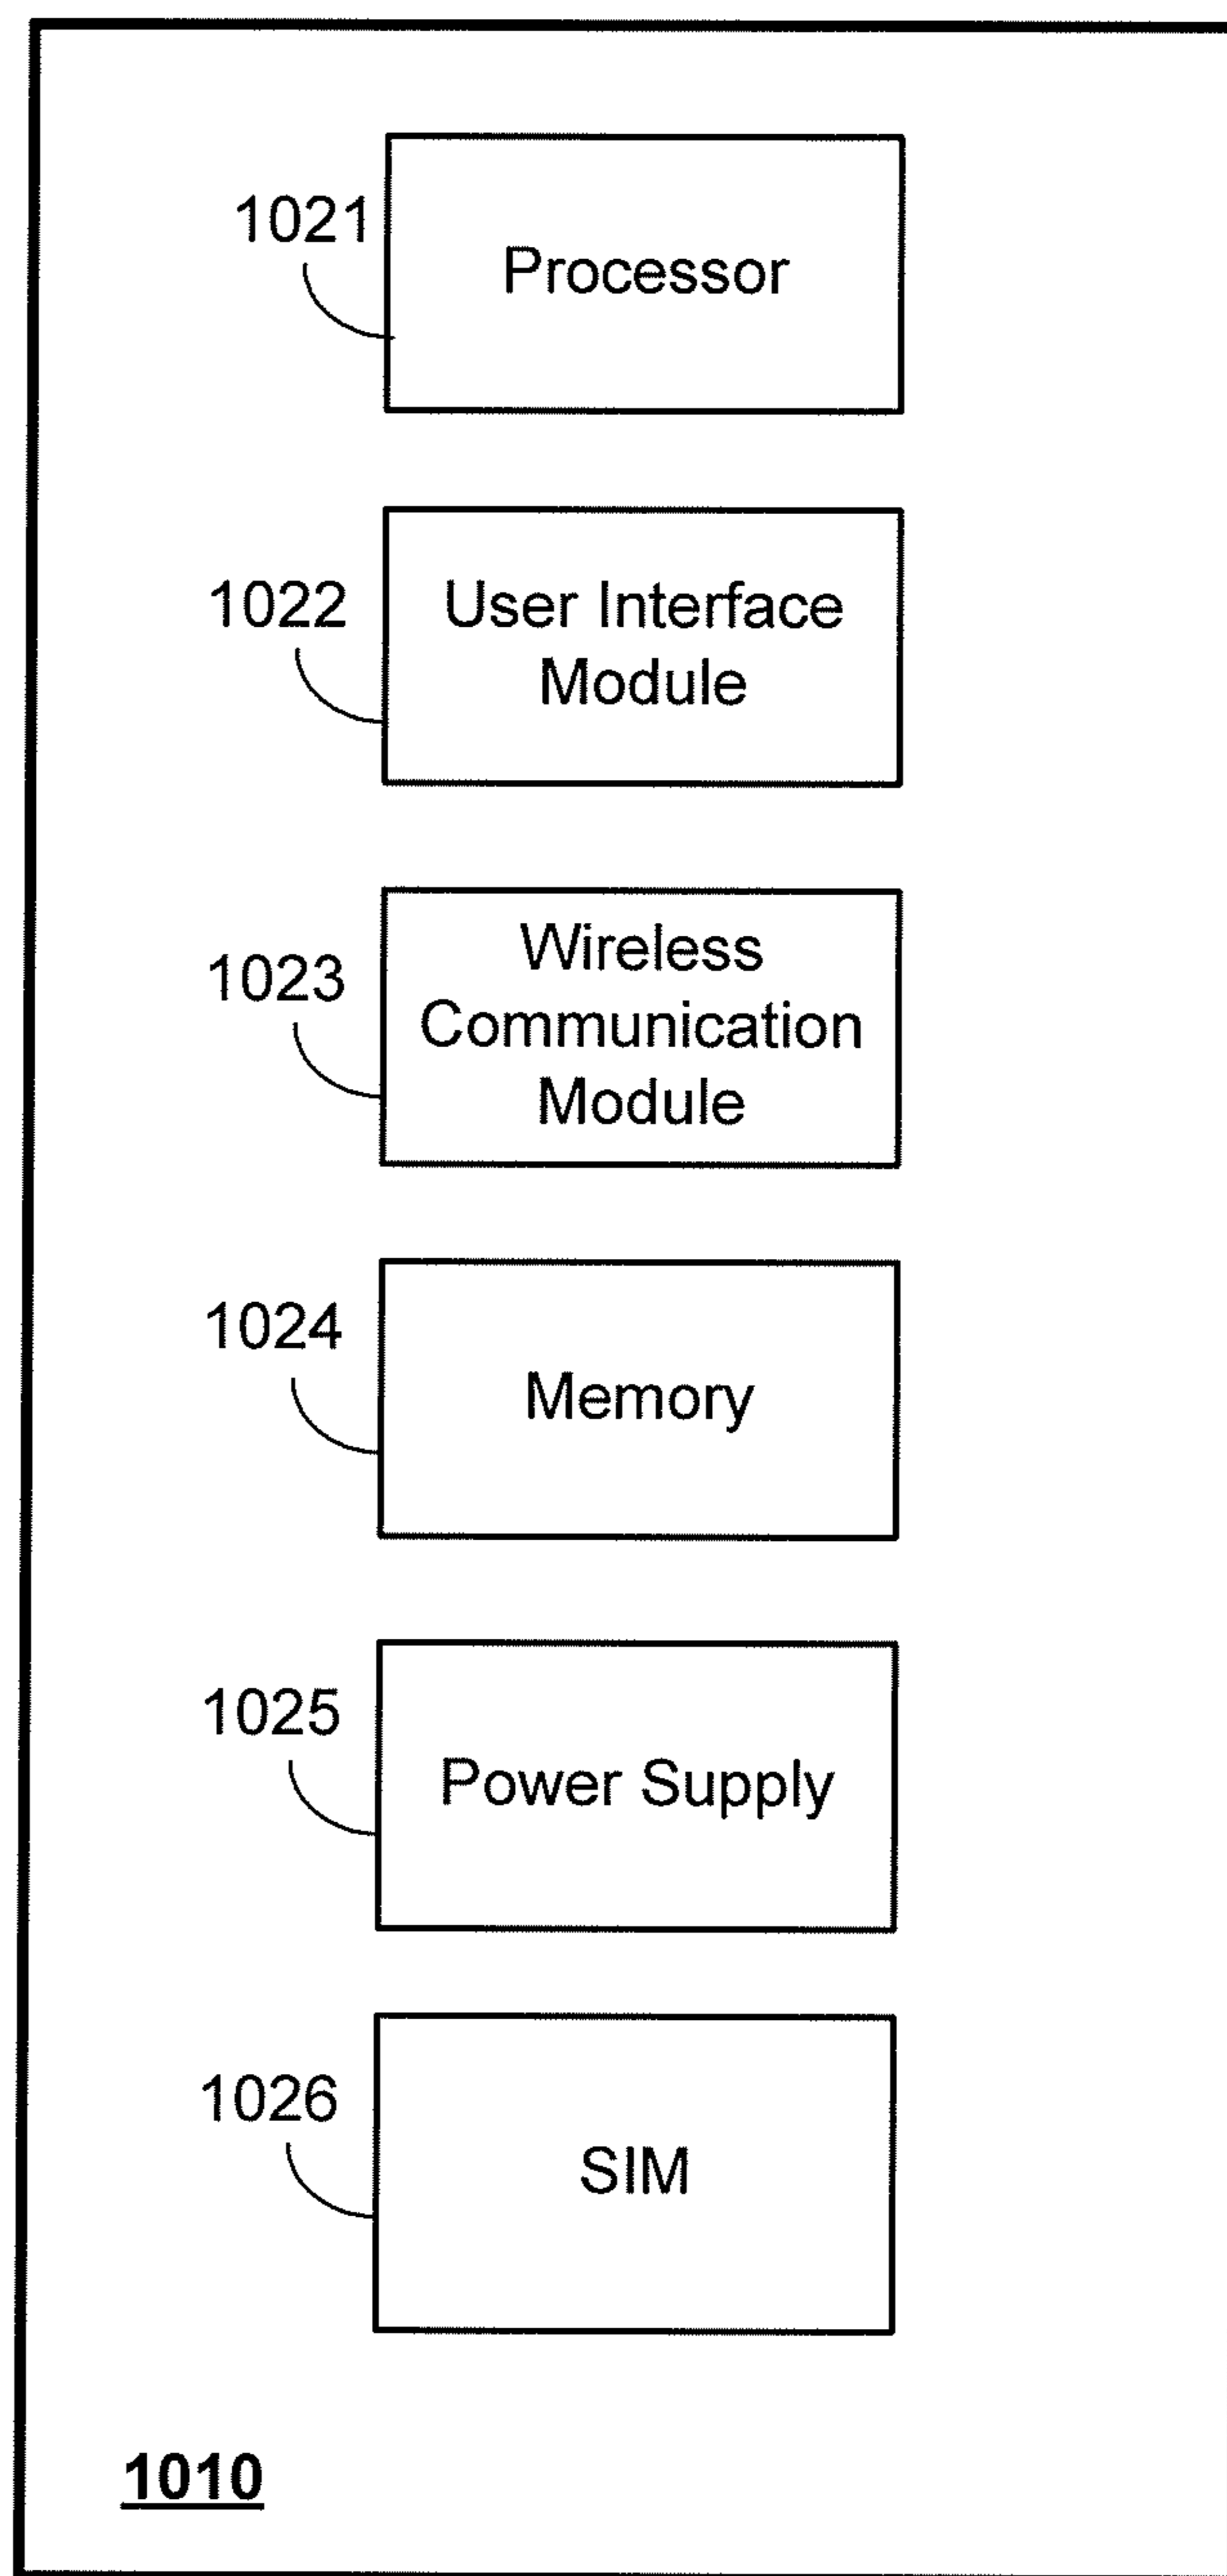 1021
Processor
1022
User Interface
Module
1023
Wireless
Communication
Module
1024
Memory
1025
Power Supply
1026
SIM
1010